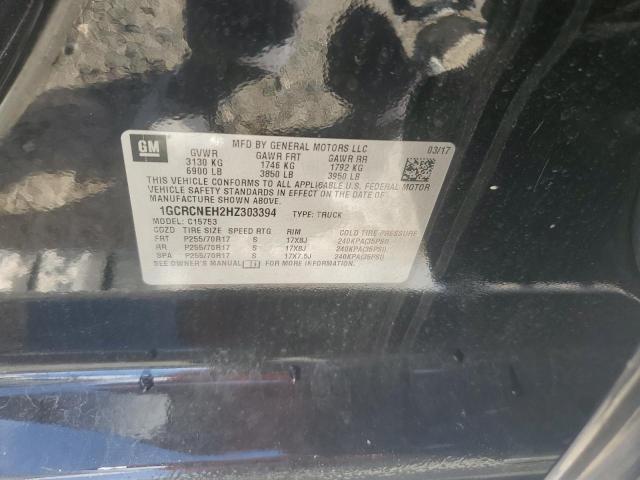 GM
MFD BY GENERAL MOTORS LLC
03/17
GVWR GAWR FRT GAWR RR
3130 KG 1746 KG 1792 KG
6900 LB 3850 LB 3950 LB
THIS VEHICLE CONFORMS TO ALL APPLICABLE U.S. FEDERAL MOTOR
VEHICLE SAFETY STANDARDS IN EFFECT ON THE DATE OF
MANUFACTURE SHOWN ABOVE.
1GCRCNEH2HZ303394 TYPE: TRUCK
C15753
COZD TIRE SIZE SPEED RTG RIM COLD TIRE PRESSURE
FRT P255/70R17 S 17X8J 240KPA(35PSI)
RR P255/70R17 S 17X8J 240KPA(35PSI)
SPA P255/70R17 S 17X7.5J 240KPA(35PSI)
SEE OWNER'S MANUAL FOR MORE INFORMATION.